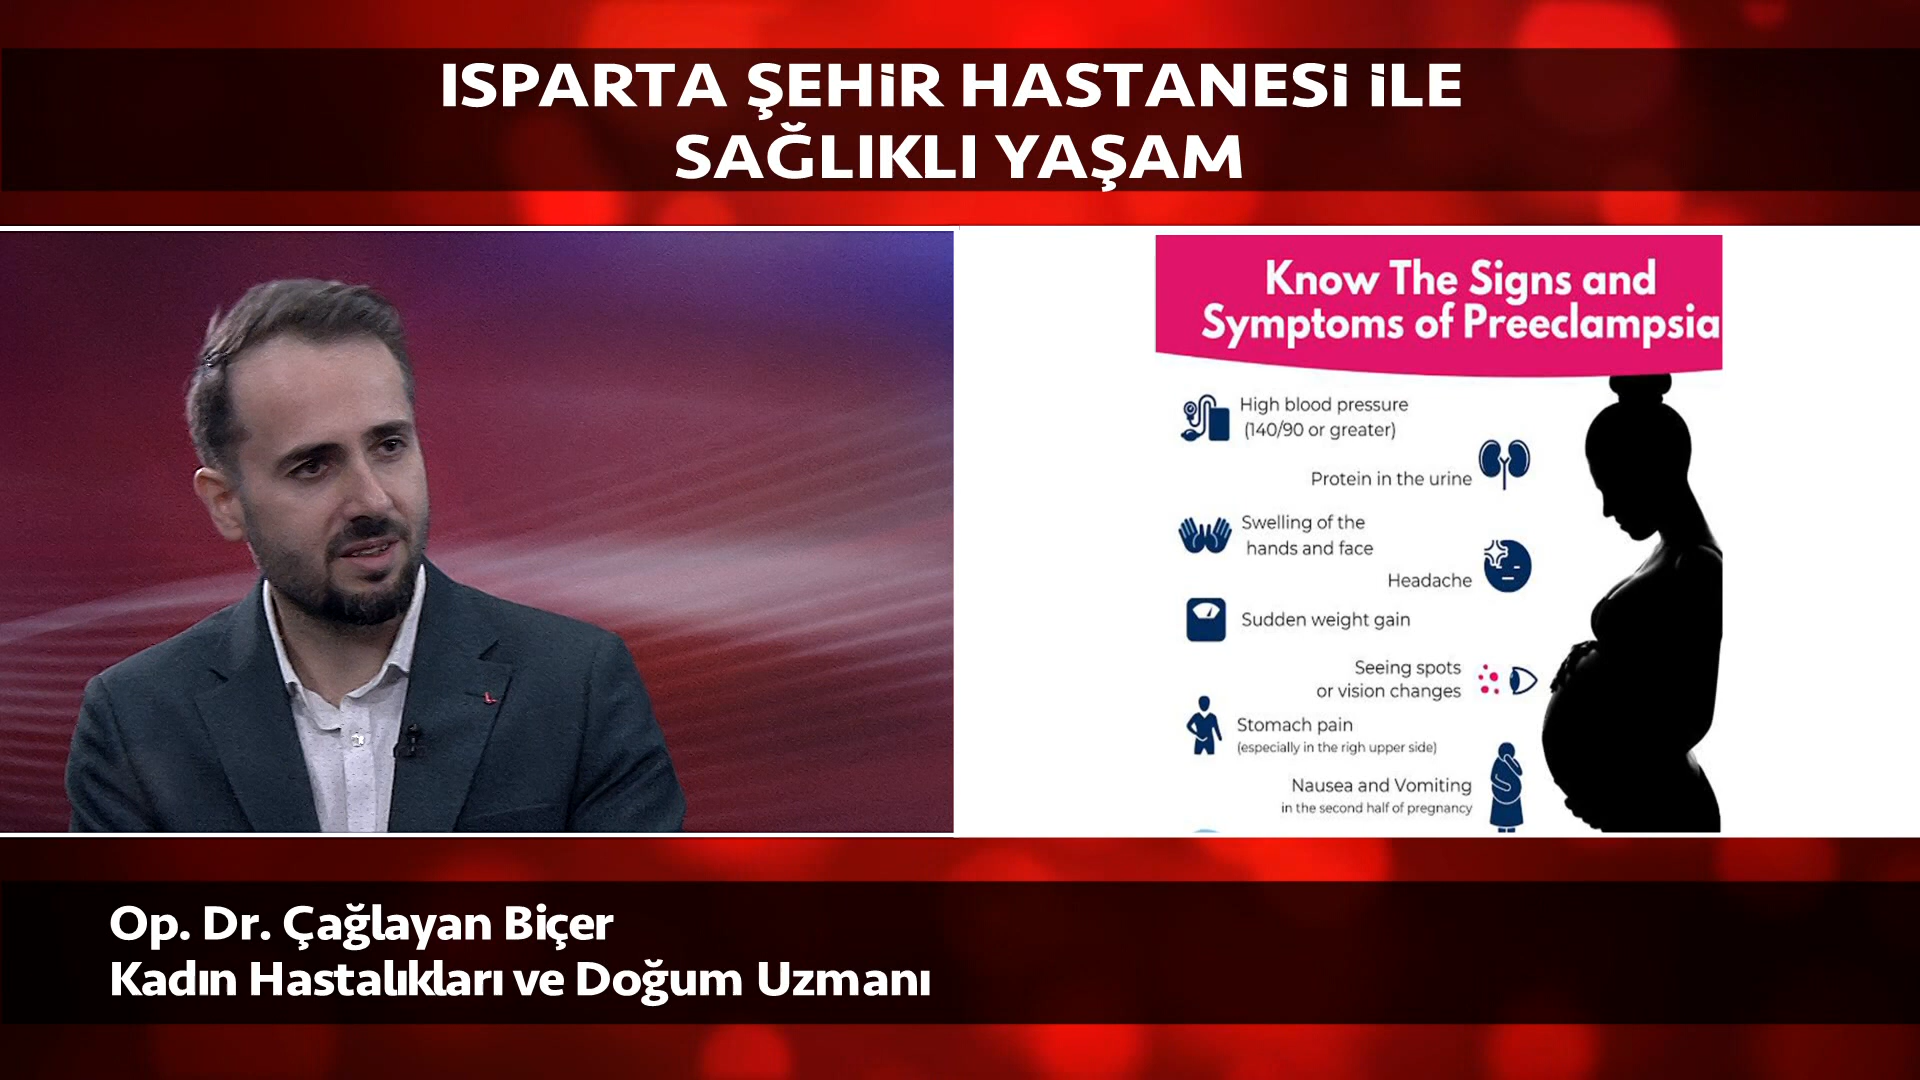 ISPARTA ŞEHİR HASTANESİ İLE
SAĞLIKLI YAŞAM
Know The Signs and
Symptoms of Preeclampsia
High blood pressure
(140/90 or greater)
Protein in the urine
Swelling of the
hands and face
Headache
Sudden weight gain
Seeing spots
or vision changes
Stomach pain
(especially in the righ upper side)
Nausea and Vomiting
in the second half of pregnancy
Op. Dr. Çağlayan Biçer
Kadın Hastalıkları ve Doğum Uzmanı